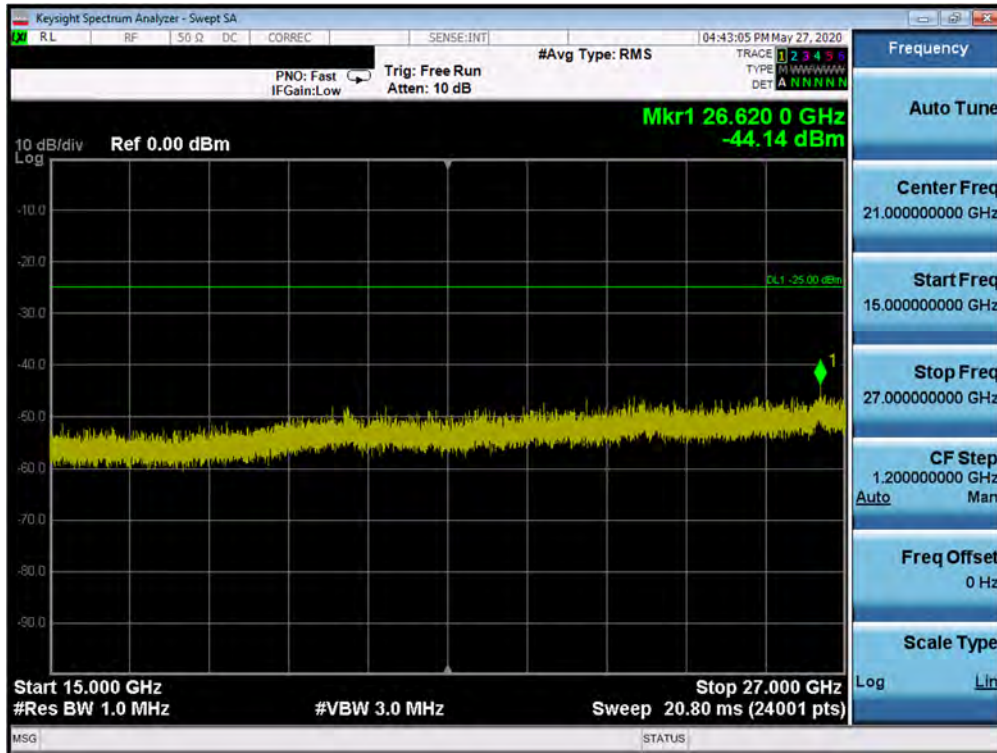 Keysight Spectrum Analyzer - Swept SA
LXI RL RF 50 Ω DC CORREC SENSE:INT 04:43:05 PM May 27, 2020
#Avg Type: RMS
TRACE 1 2 3 4 5 6
PNO: Fast Trig: Free Run
TYPE M WWWWW
IFGain:Low Atten: 10 dB
DET A N N N N N
Mkr1 26.620 0 GHz
-44.14 dBm
10 dB/div Ref 0.00 dBm
Log
-10.0
-20.0
DL1 -25.00 dBm
-30.0
-40.0
1
-50.0
-60.0
-70.0
-80.0
-90.0
Start 15.000 GHz Stop 27.000 GHz
#Res BW 1.0 MHz #VBW 3.0 MHz Sweep 20.80 ms (24001 pts)
MSG STATUS
Frequency
Auto Tune
Center Freq
21.000000000 GHz
Start Freq
15.000000000 GHz
Stop Freq
27.000000000 GHz
CF Step
1.200000000 GHz
Auto Man
Freq Offset
0 Hz
Scale Type
Log Lin